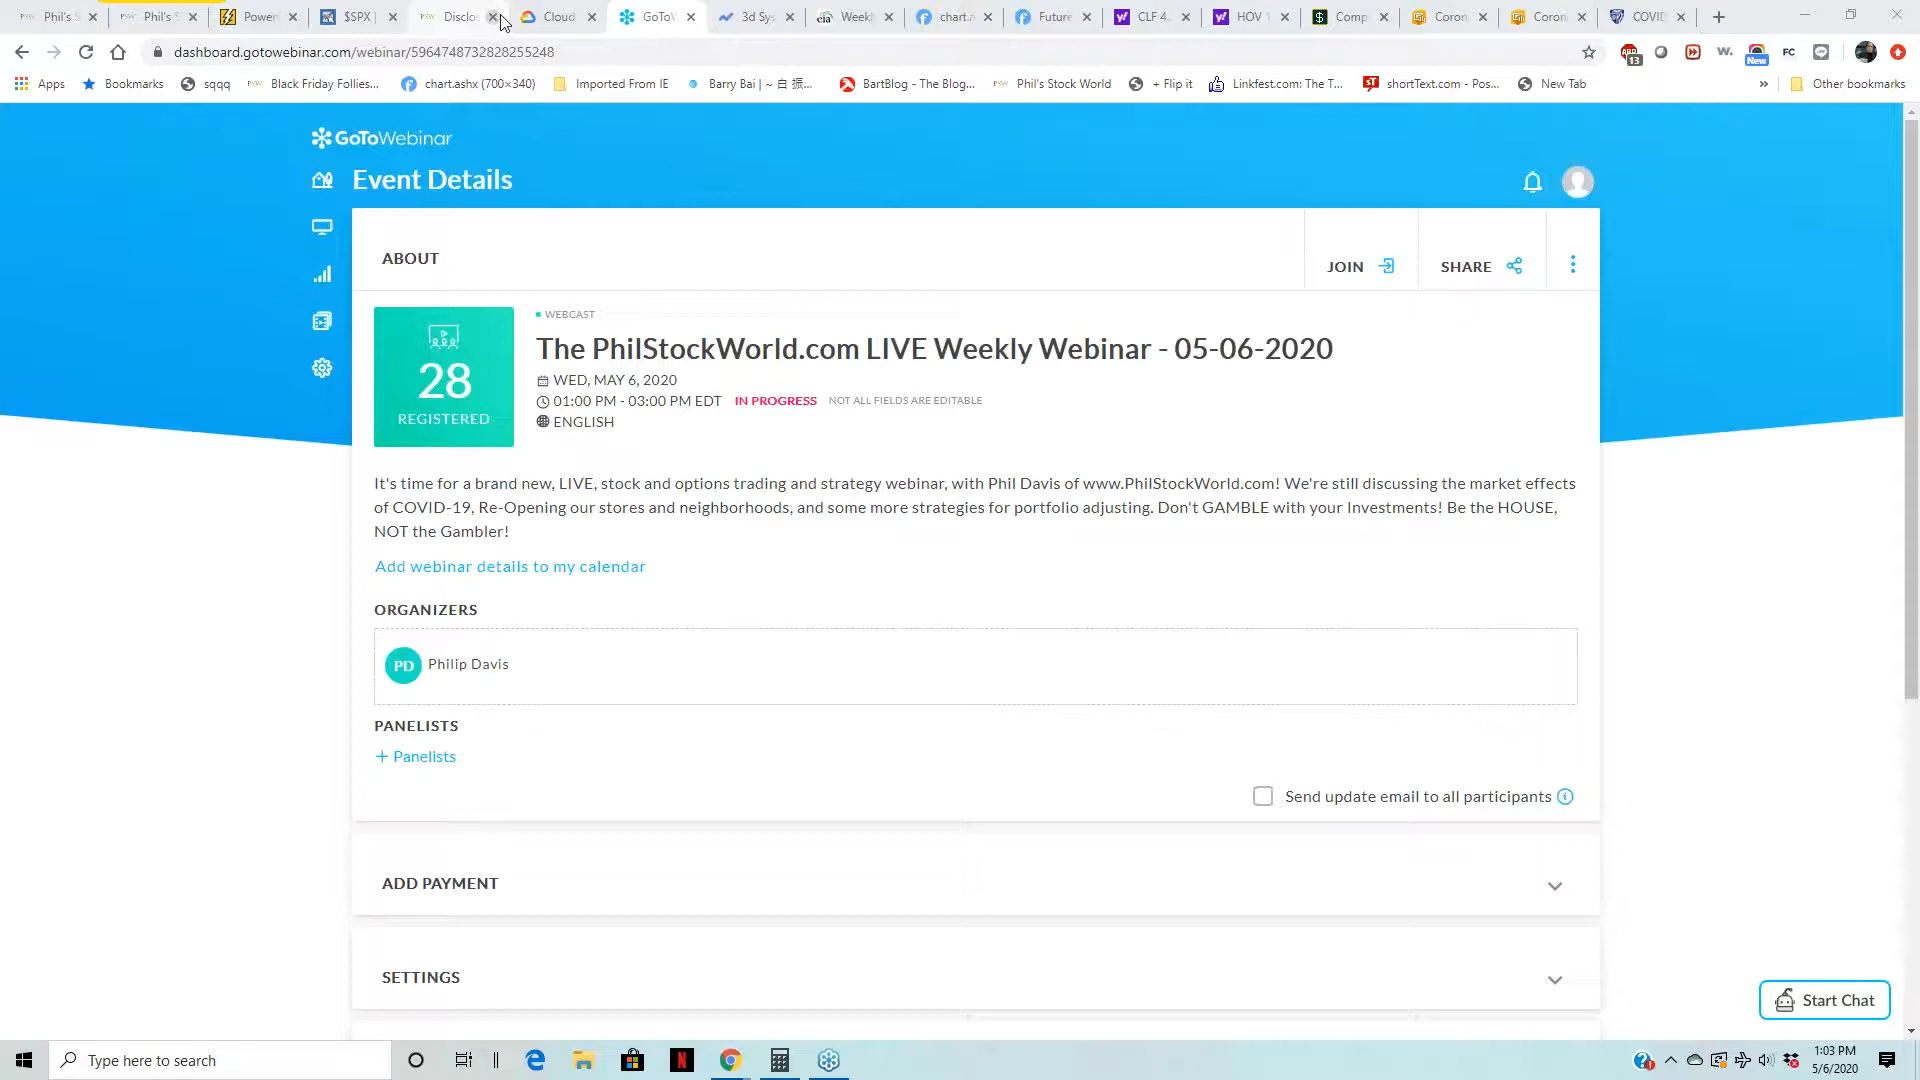 Phil's S
Phil's S
Power
$SPX |
Disclo
Cloud
GoToW
3d Sys
Weekl
chart.a
Future
CLF 4.
HOV 1
Comp
Coron
Coron
COVID
dashboard.gotowebinar.com/webinar/5964748732828255248
13
New
FC
Apps
Bookmarks
sqqq
Black Friday Follies...
chart.ashx (700×340)
Imported From IE
Barry Bai | ~ 白 振...
BartBlog - The Blog...
Phil's Stock World
+ Flip it
Linkfest.com: The T...
shortText.com - Pos...
New Tab
»
Other bookmarks
GoToWebinar
Event Details
ABOUT
JOIN
SHARE
28
REGISTERED
WEBCAST
The PhilStockWorld.com LIVE Weekly Webinar - 05-06-2020
WED, MAY 6, 2020
01:00 PM - 03:00 PM EDT IN PROGRESS NOT ALL FIELDS ARE EDITABLE
ENGLISH
It's time for a brand new, LIVE, stock and options trading and strategy webinar, with Phil Davis of www.PhilStockWorld.com! We're still discussing the market effects
of COVID-19, Re-Opening our stores and neighborhoods, and some more strategies for portfolio adjusting. Don't GAMBLE with your Investments! Be the HOUSE,
NOT the Gambler!
Add webinar details to my calendar
ORGANIZERS
PD Philip Davis
PANELISTS
+ Panelists
Send update email to all participants
ADD PAYMENT
SETTINGS
Start Chat
Type here to search
1:03 PM
5/6/2020